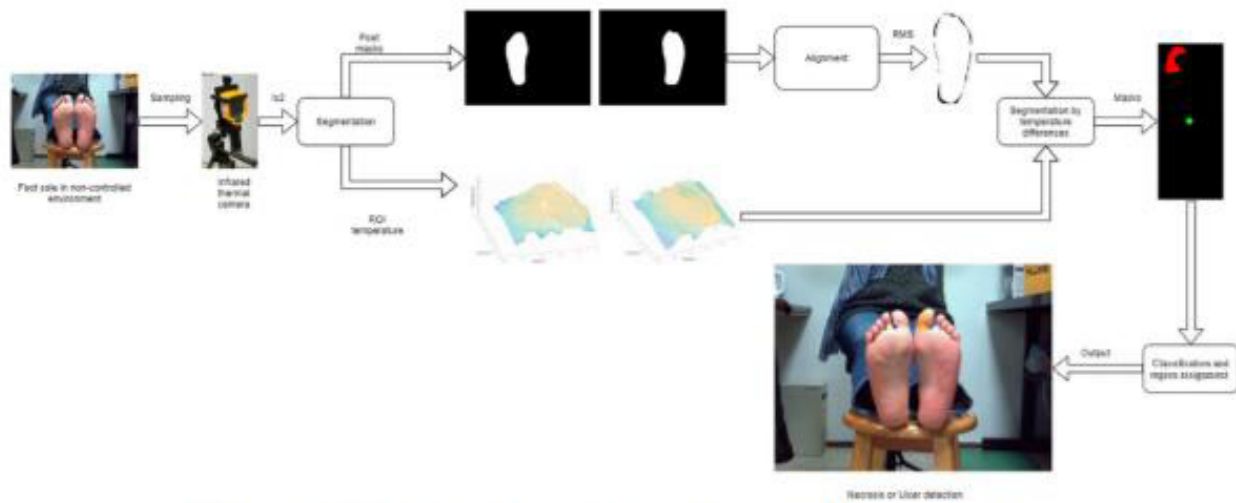 Foot sole in non-controlled
environment
Sampling
Infrared
thermal
camera
Is2
Segmentation
Foot
masks
ROI
temperature
Alignment
RMS
Segmentation by
temperature
differences
Masks
Classification and
region assignment
Output
Necrosis or Ulcer detection